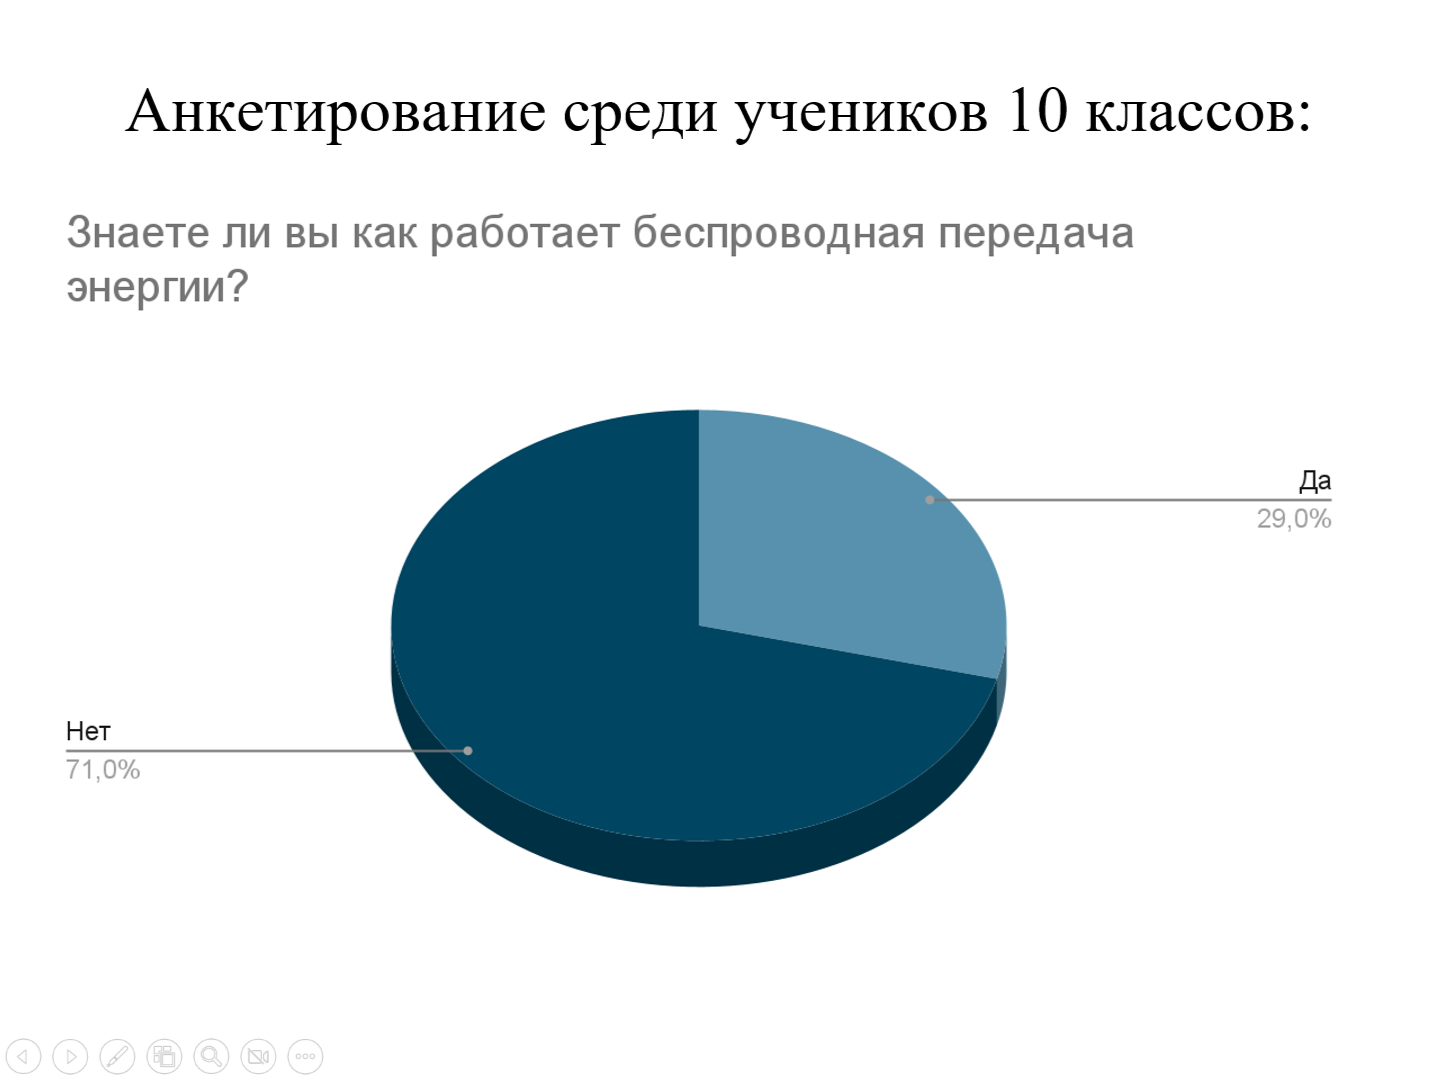 Анкетирование среди учеников 10 классов:
Знаете ли вы как работает беспроводная передача
энергии?
Да
29,0%
Нет
71,0%